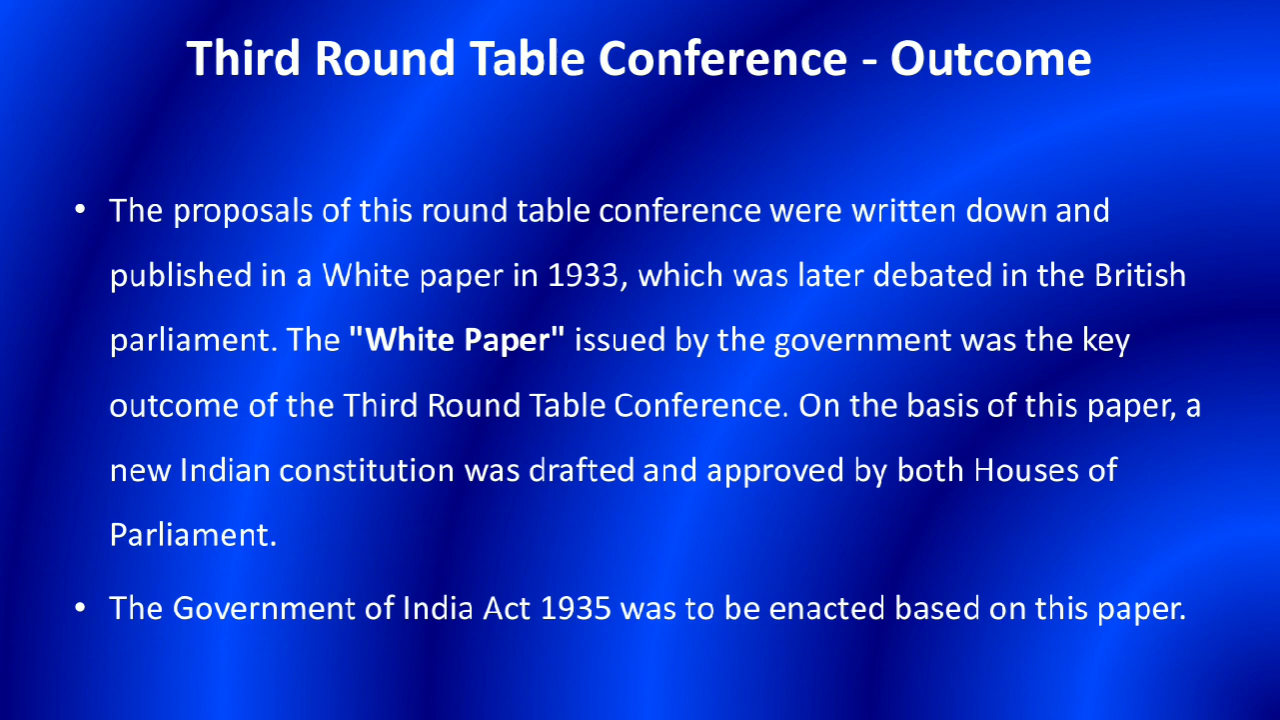 Third Round Table Conference - Outcome
• The proposals of this round table conference were written down and
published in a White paper in 1933, which was later debated in the British
parliament. The "White Paper" issued by the government was the key
outcome of the Third Round Table Conference. On the basis of this paper, a
new Indian constitution was drafted and approved by both Houses of
Parliament.
• The Government of India Act 1935 was to be enacted based on this paper.